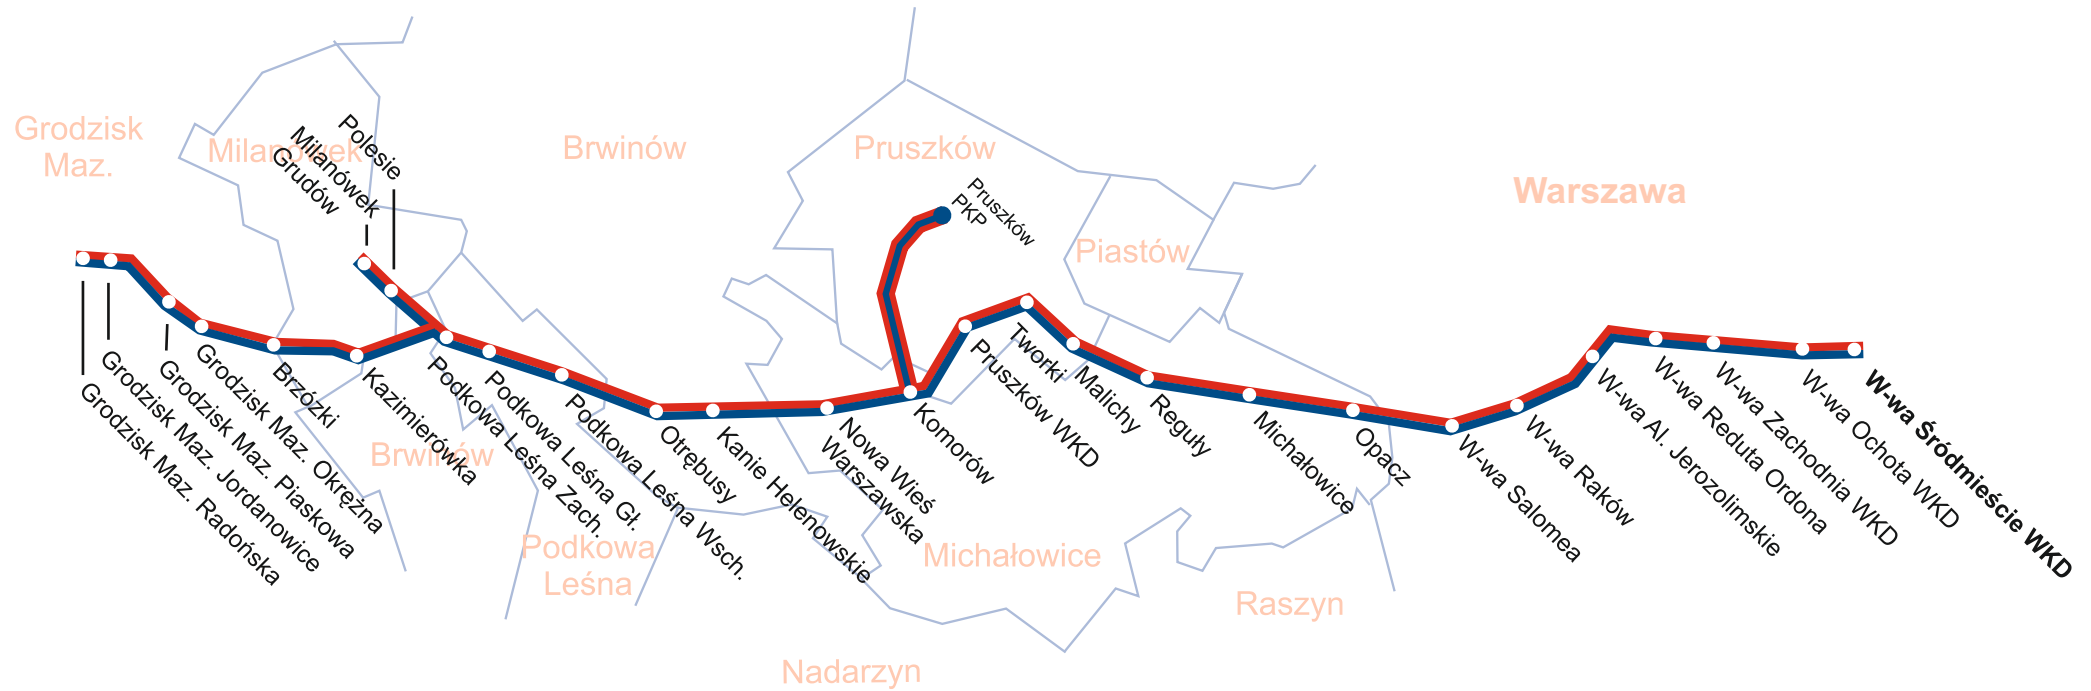 Grodzisk
Maz.
Milanówek
Brwinów
Pruszków
Warszawa
Piastów
Brwinów
Podkowa
Leśna
Michałowice
Raszyn
Nadarzyn
Polesie
Milanówek
Grudów
Pruszków
PKP
Grodzisk Maz. Radońska
Grodzisk Maz. Jordanowice
Grodzisk Maz. Piaskowa
Grodzisk Maz. Okrężna
Brzózki
Kazimierówka
Podkowa Leśna Zach.
Podkowa Leśna Gł.
Podkowa Leśna Wsch.
Otrębusy
Kanie Helenowskie
Nowa Wieś
Warszawska
Komorów
Pruszków WKD
Tworki
Malichy
Reguły
Michałowice
Opacz
W-wa Salomea
W-wa Raków
W-wa Al. Jerozolimskie
W-wa Reduta Ordona
W-wa Zachodnia WKD
W-wa Ochota WKD
W-wa Śródmieście WKD